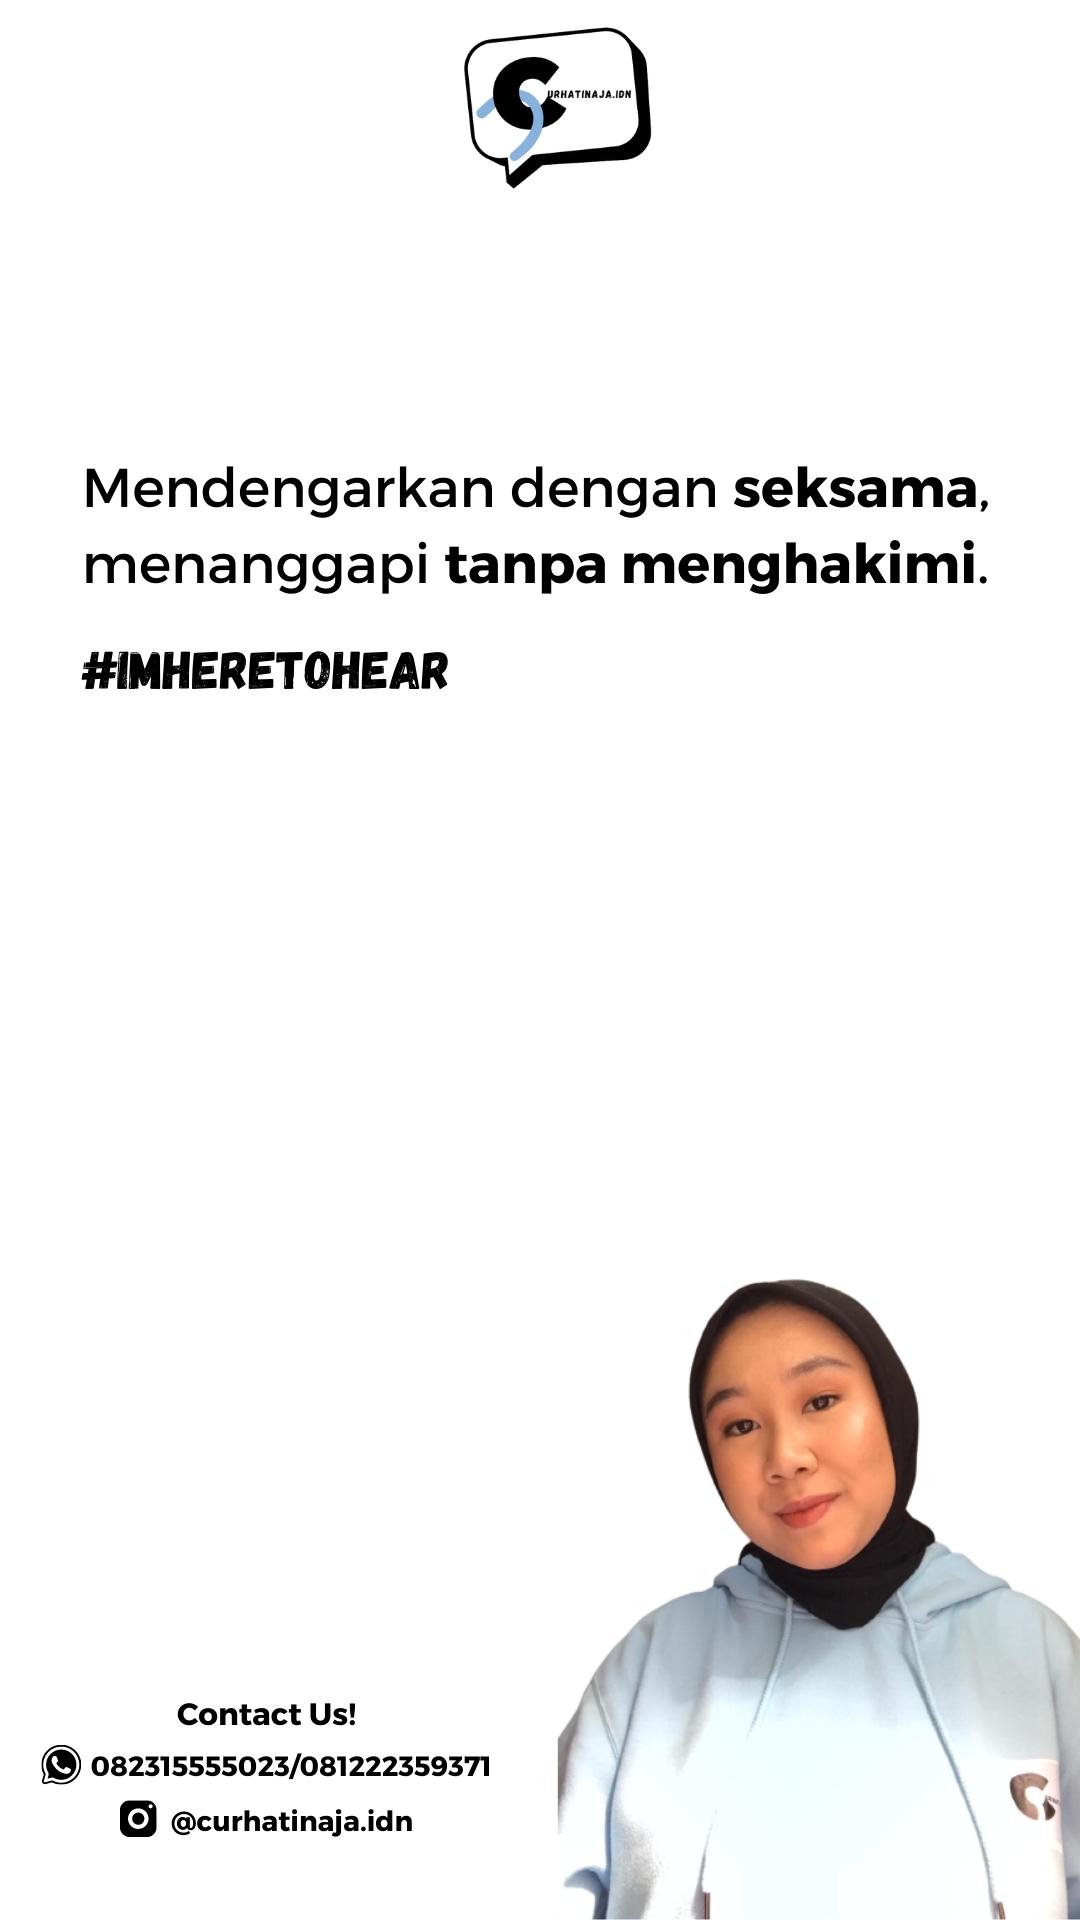 CURHATINAJA.IDN
Mendengarkan dengan seksama,
menanggapi tanpa menghakimi.
#IMHERETOHEAR
Contact Us!
082315555023/081222359371
@curhatinaja.idn